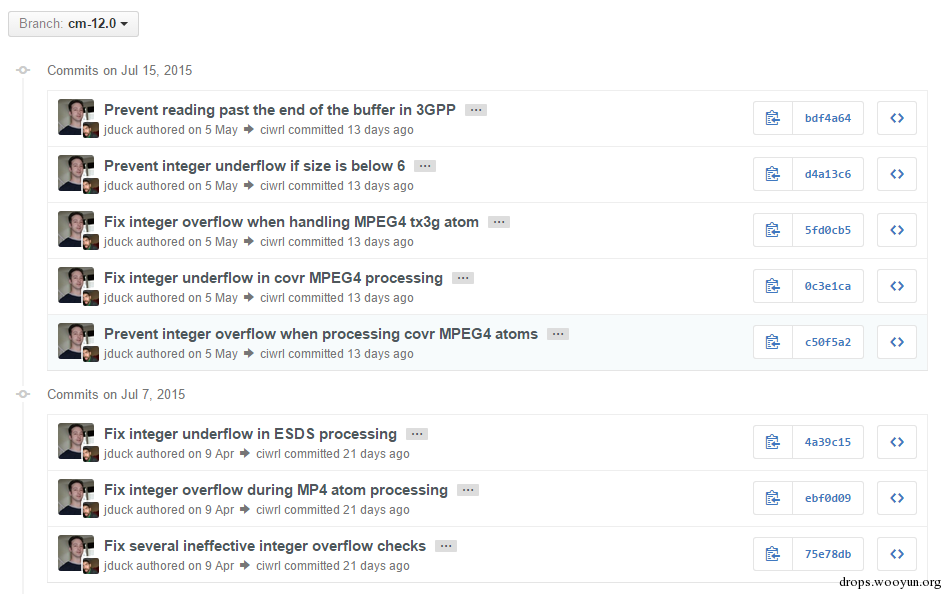 Branch: cm-12.0
Commits on Jul 15, 2015
Prevent reading past the end of the buffer in 3GPP ...
jduck authored on 5 May ciwrl committed 13 days ago
bdf4a64
Prevent integer underflow if size is below 6 ...
jduck authored on 5 May ciwrl committed 13 days ago
d4a13c6
Fix integer overflow when handling MPEG4 tx3g atom ...
jduck authored on 5 May ciwrl committed 13 days ago
5fd0cb5
Fix integer underflow in covr MPEG4 processing ...
jduck authored on 5 May ciwrl committed 13 days ago
0c3e1ca
Prevent integer overflow when processing covr MPEG4 atoms ...
jduck authored on 5 May ciwrl committed 13 days ago
c50f5a2
Commits on Jul 7, 2015
Fix integer underflow in ESDS processing ...
jduck authored on 9 Apr ciwrl committed 21 days ago
4a39c15
Fix integer overflow during MP4 atom processing ...
jduck authored on 9 Apr ciwrl committed 21 days ago
ebf0d09
Fix several ineffective integer overflow checks ...
jduck authored on 9 Apr ciwrl committed 21 days ago
75e78db
drops.wooyun.org